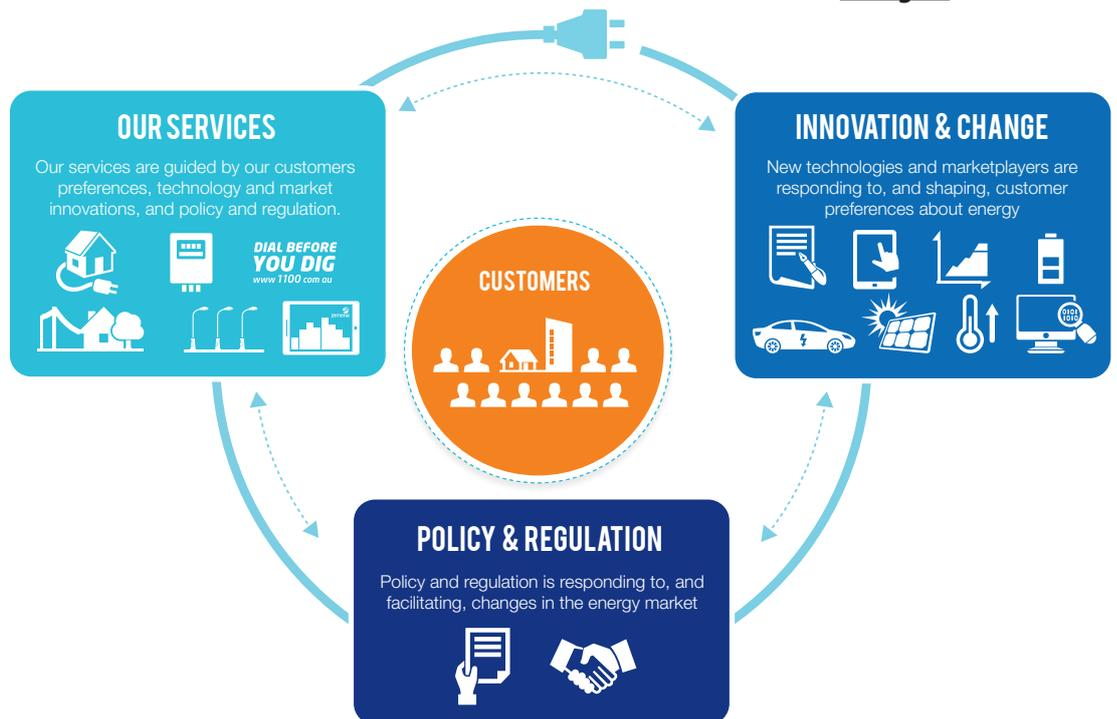 OUR SERVICES
Our services are guided by our customers
preferences, technology and market
innovations, and policy and regulation.
DIAL BEFORE
YOU DIG
www 1100 com au
INNOVATION & CHANGE
New technologies and marketplayers are
responding to, and shaping, customer
preferences about energy
0101
1010
CUSTOMERS
POLICY & REGULATION
Policy and regulation is responding to, and
facilitating, changes in the energy market